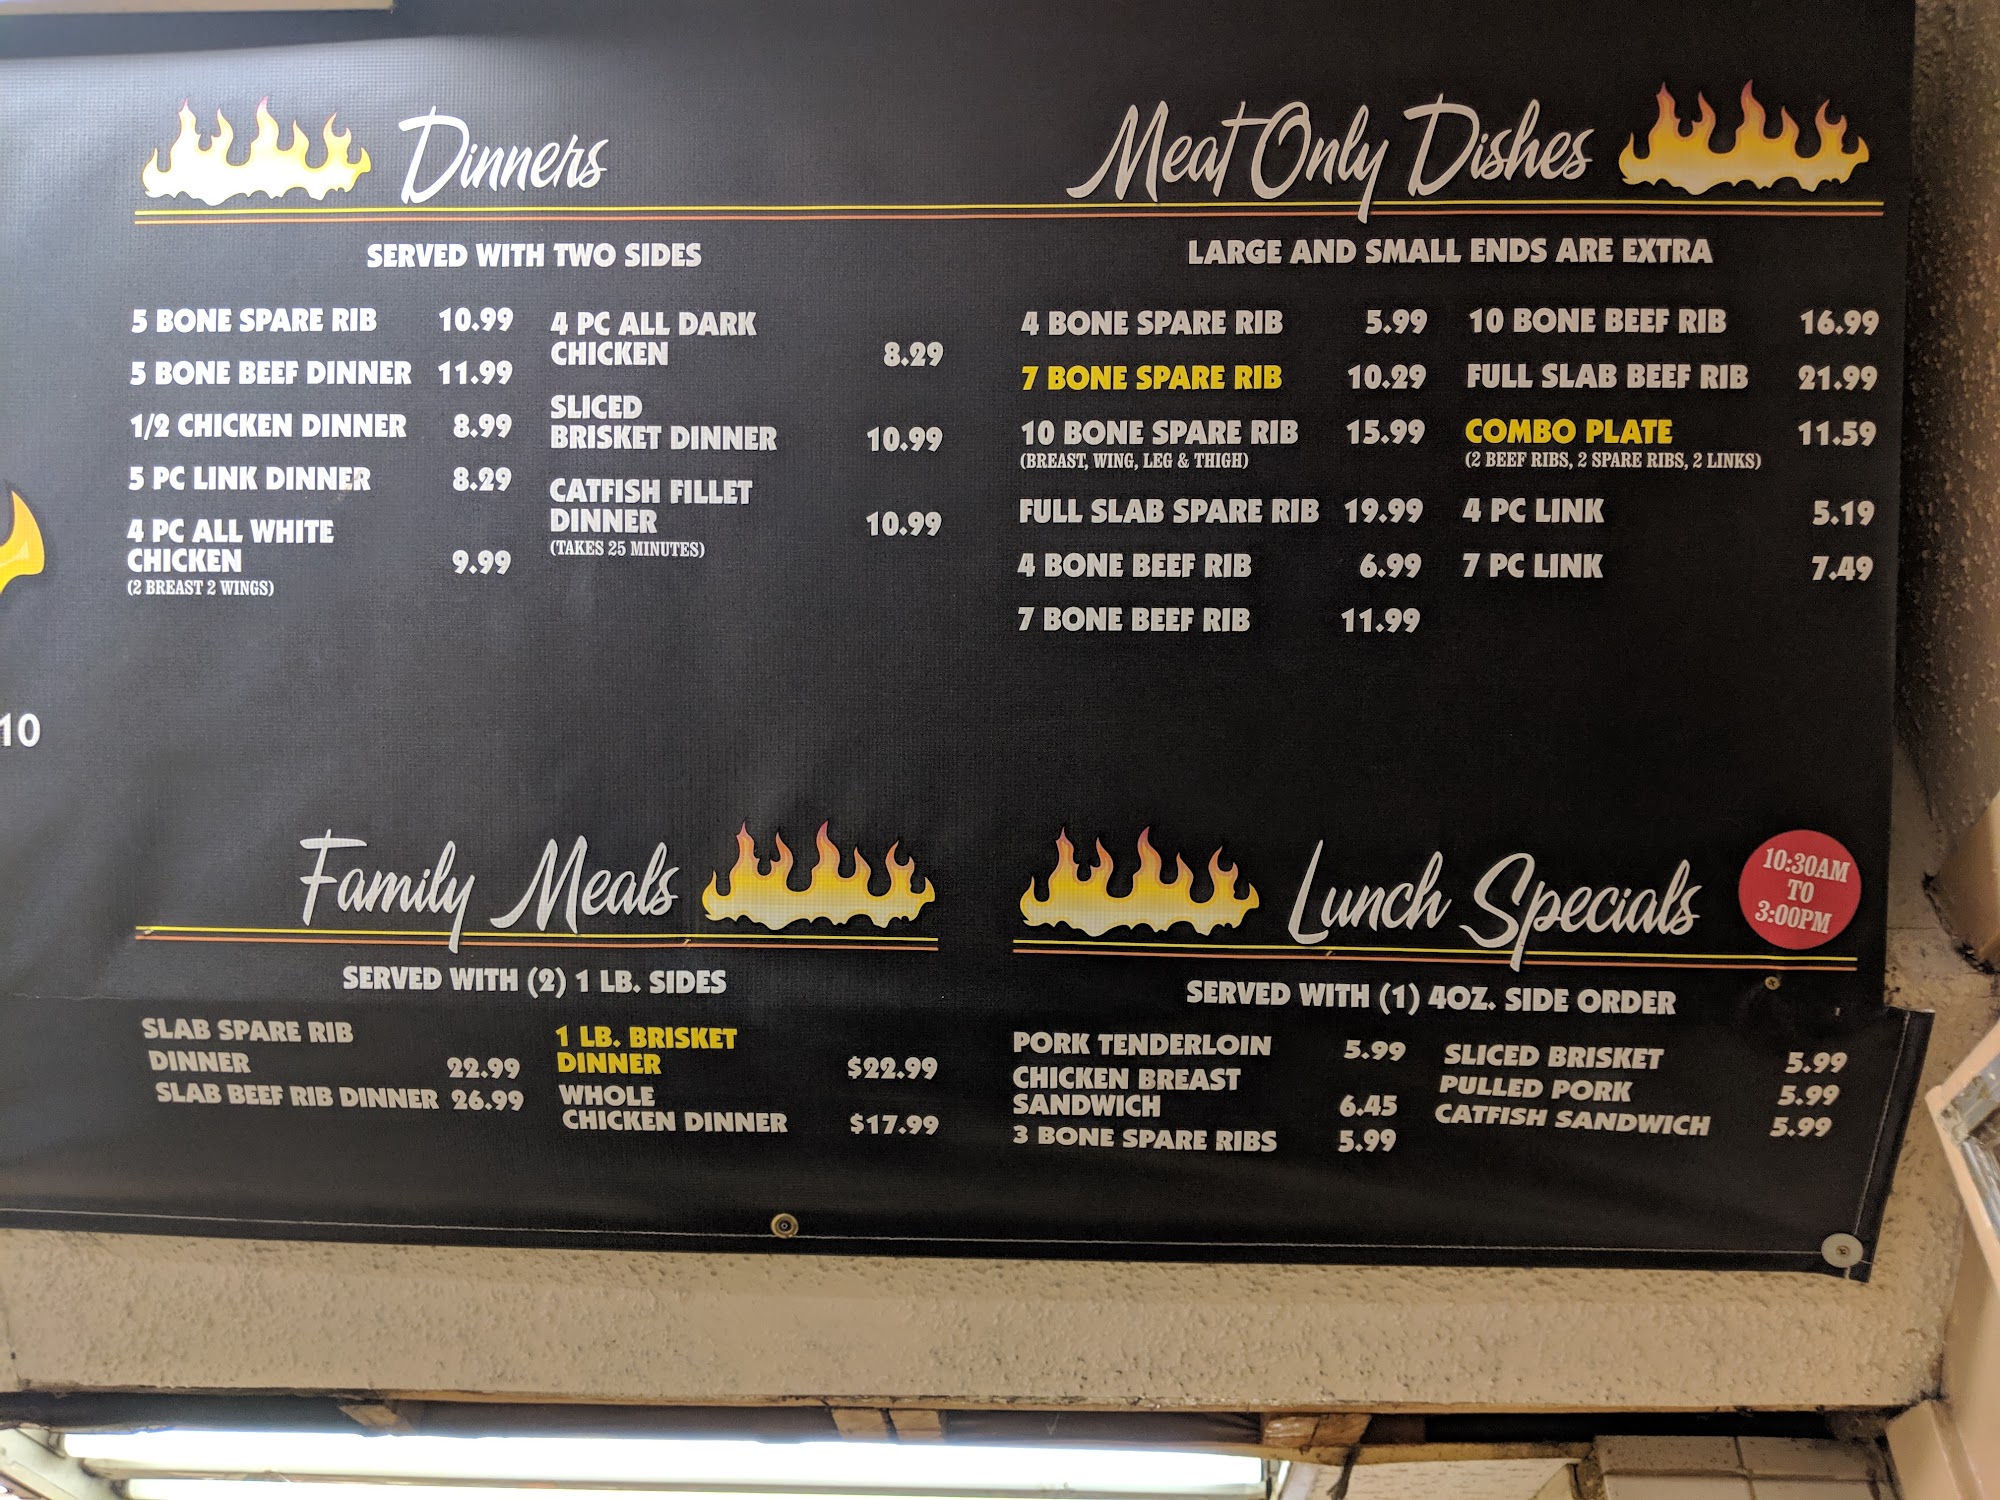 Dinners
SERVED WITH TWO SIDES
5 BONE SPARE RIB 10.99
5 BONE BEEF DINNER 11.99
1/2 CHICKEN DINNER 8.99
5 PC LINK DINNER 8.29
4 PC ALL WHITE
CHICKEN 9.99
(2 BREAST 2 WINGS)
4 PC ALL DARK
CHICKEN 8.29
SLICED
BRISKET DINNER 10.99
CATFISH FILLET
DINNER 10.99
(TAKES 25 MINUTES)
Meat Only Dishes
LARGE AND SMALL ENDS ARE EXTRA
4 BONE SPARE RIB 5.99
7 BONE SPARE RIB 10.29
10 BONE SPARE RIB 15.99
(BREAST, WING, LEG & THIGH)
FULL SLAB SPARE RIB 19.99
4 BONE BEEF RIB 6.99
7 BONE BEEF RIB 11.99
10 BONE BEEF RIB 16.99
FULL SLAB BEEF RIB 21.99
COMBO PLATE 11.59
(2 BEEF RIBS, 2 SPARE RIBS, 2 LINKS)
4 PC LINK 5.19
7 PC LINK 7.49
10
Family Meals
SERVED WITH (2) 1 LB. SIDES
SLAB SPARE RIB
DINNER 22.99
SLAB BEEF RIB DINNER 26.99
1 LB. BRISKET
DINNER $22.99
WHOLE
CHICKEN DINNER $17.99
Lunch Specials
10:30AM
TO
3:00PM
SERVED WITH (1) 4OZ. SIDE ORDER
PORK TENDERLOIN 5.99
CHICKEN BREAST
SANDWICH 6.45
3 BONE SPARE RIBS 5.99
SLICED BRISKET 5.99
PULLED PORK 5.99
CATFISH SANDWICH 5.99